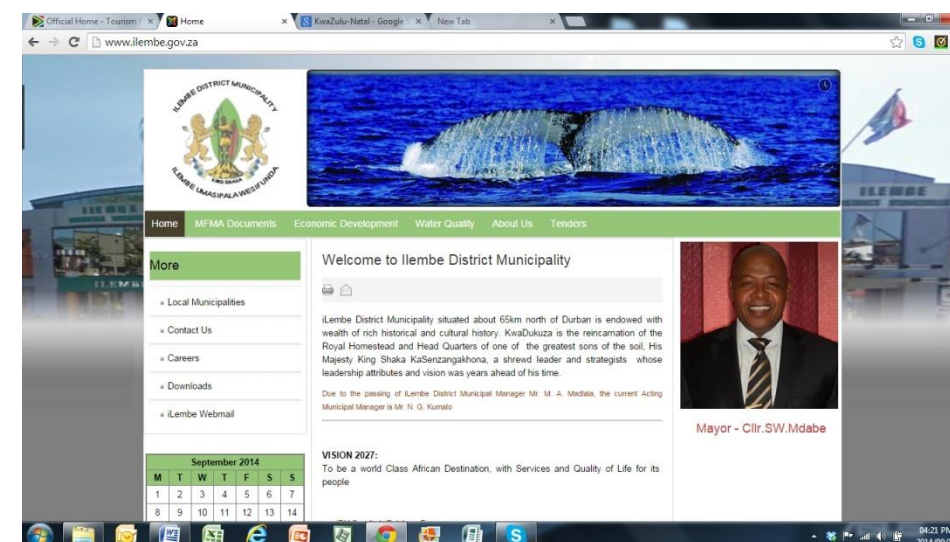 Official Home - Tourism
Home
KwaZulu-Natal - Google
New Tab
www.ilembe.gov.za
ILEMBE DISTRICT MUNICIPALITY
KING SHAKA
ILEMBE UMASIPALA WESIFUNDA
Home MFMA Documents Economic Development Water Quality About Us Tenders
More
Local Municipalities
Contact Us
Careers
Downloads
iLembe Webmail
September 2014
M T W T F S S
1 2 3 4 5 6 7
8 9 10 11 12 13 14
Welcome to Ilembe District Municipality
iLembe District Municipality situated about 65km north of Durban is endowed with
wealth of rich historical and cultural history. KwaDukuza is the reincarnation of the
Royal Homestead and Head Quarters of one of the greatest sons of the soil, His
Majesty King Shaka KaSenzangakhona, a shrewd leader and strategists whose
leadership attributes and vision was years ahead of his time.
Due to the passing of iLembe District Municipal Manager Mr. M. A. Madlala, the current Acting
Municipal Manager is Mr. N. G. Kumalo
VISION 2027:
To be a world Class African Destination, with Services and Quality of Life for its
people
Mayor - Cllr.SW.Mdabe
ILEMBE
04:21 PM